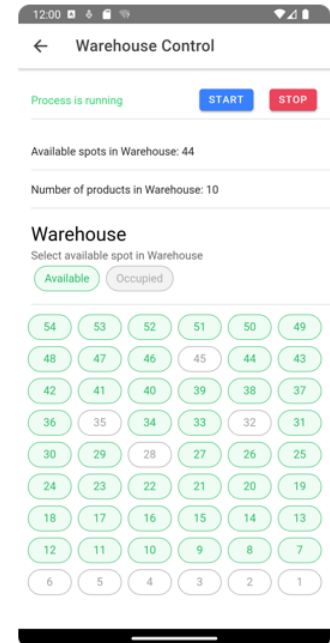 12:00
Warehouse Control
Process is running START STOP
Available spots in Warehouse: 44
Number of products in Warehouse: 10
Warehouse
Select available spot in Warehouse
Available Occupied
54 53 52 51 50 49
48 47 46 45 44 43
42 41 40 39 38 37
36 35 34 33 32 31
30 29 28 27 26 25
24 23 22 21 20 19
18 17 16 15 14 13
12 11 10 9 8 7
6 5 4 3 2 1